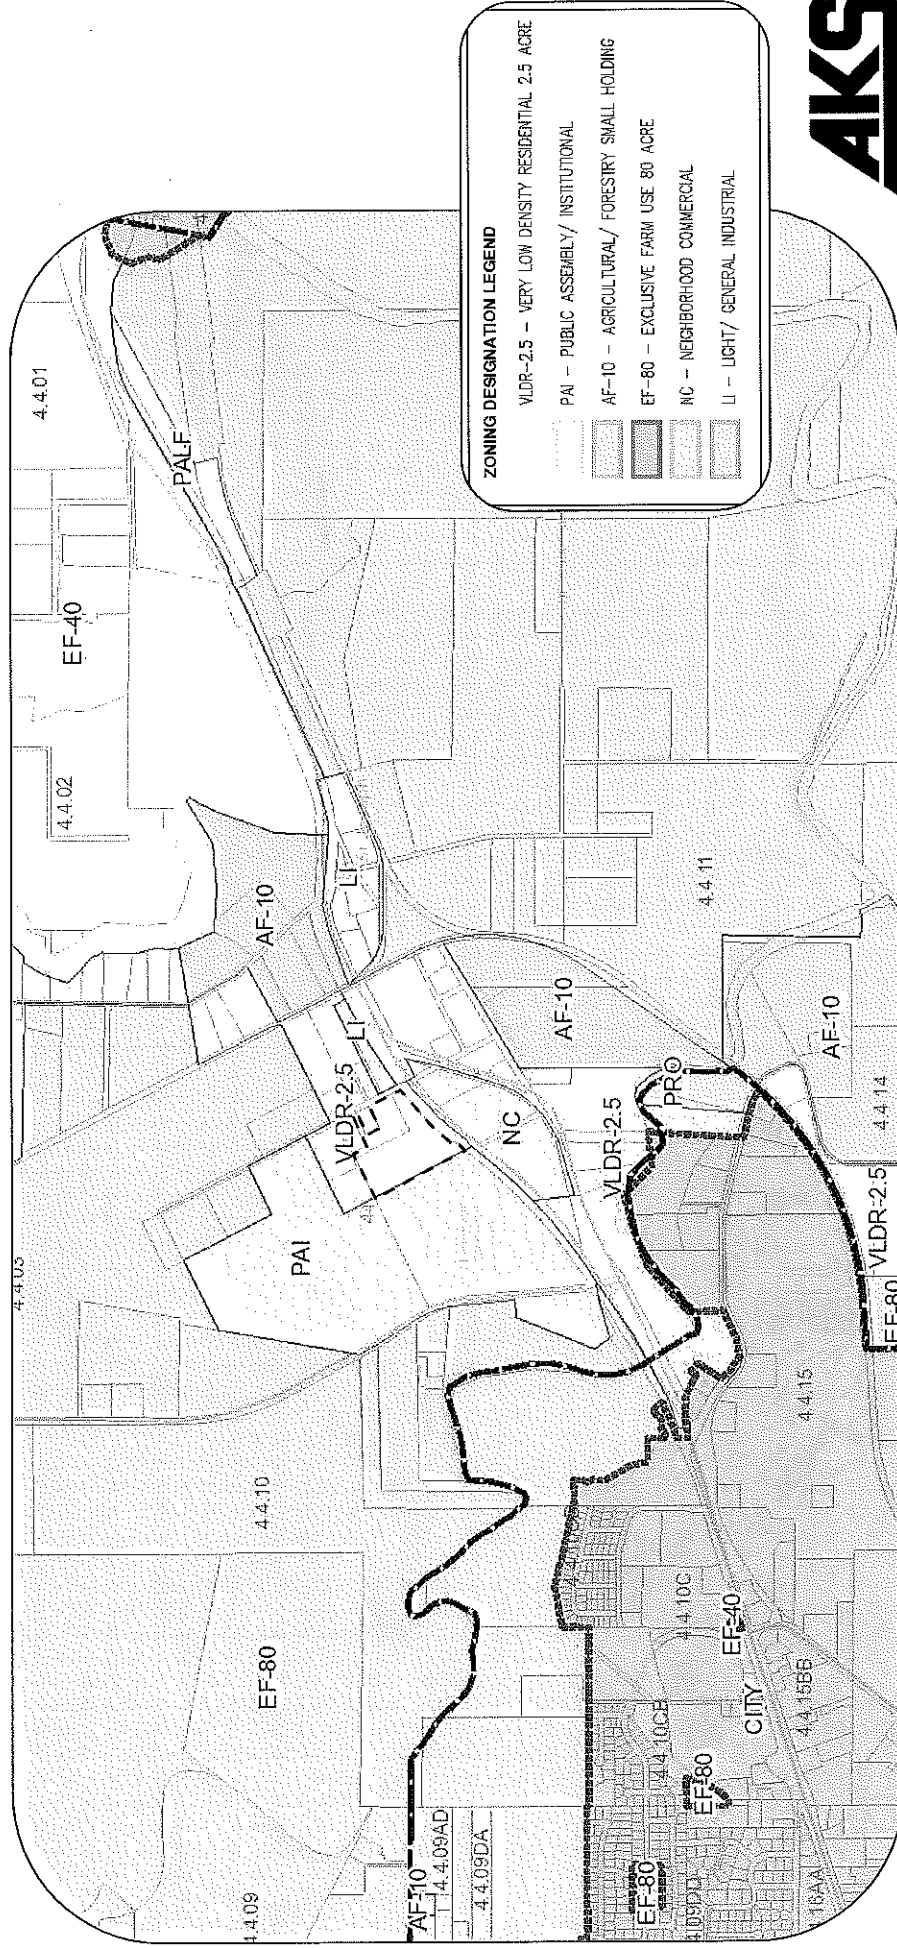 4.4.01
PALF
EF-40
4.4.02
AF-10
LI
LI
VLDR-2.5
PAI
NC
VLDR-2.5
PRO
AF-10
AF-10
4.4.11
4.4.14
VLDR-2.5
EF-80
4.4.15
4.4.10
EF-80
4.4.10C
EF-40
4.4.10CB
CITY
4.4.15BB
EF-80
EF-80
4.4.09
AF-10
4.4.09AD
4.4.09DA
ZONING DESIGNATION LEGEND
VLDR-2.5 - VERY LOW DENSITY RESIDENTIAL 2.5 ACRE
PAI - PUBLIC ASSEMBLY/ INSTITUTIONAL
AF-10 - AGRICULTURAL/ FORESTRY SMALL HOLDING
EF-80 - EXCLUSIVE FARM USE 80 ACRE
NC - NEIGHBORHOOD COMMERCIAL
LI - LIGHT/ GENERAL INDUSTRIAL
AKS